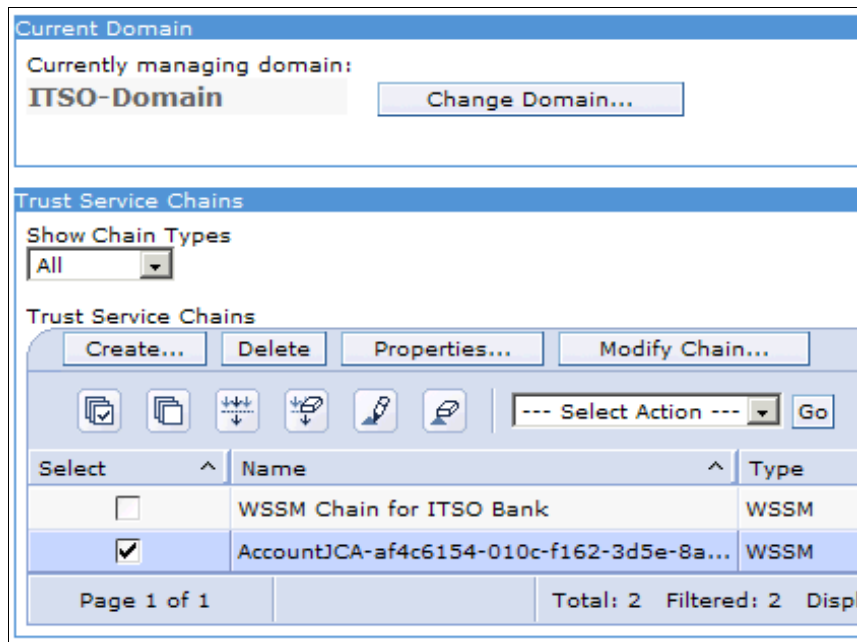 Current Domain
Currently managing domain:
ITSO-Domain Change Domain...
Trust Service Chains
Show Chain Types
All
Trust Service Chains
Create... Delete Properties... Modify Chain...
--- Select Action --- Go
Select Name Type
WSSM Chain for ITSO Bank WSSM
AccountJCA-af4c6154-010c-f162-3d5e-8a... WSSM
Page 1 of 1 Total: 2 Filtered: 2 Displ